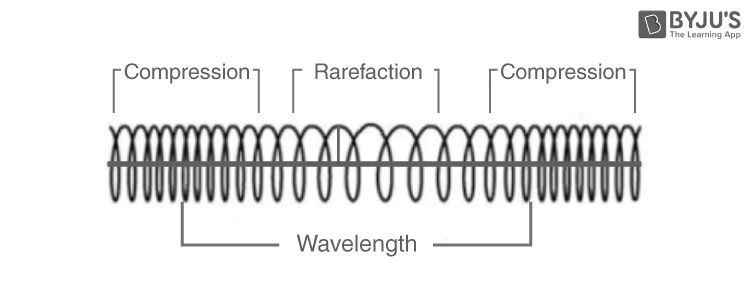 BYJU'S
The Learning App
Compression
Rarefaction
Compression
Wavelength